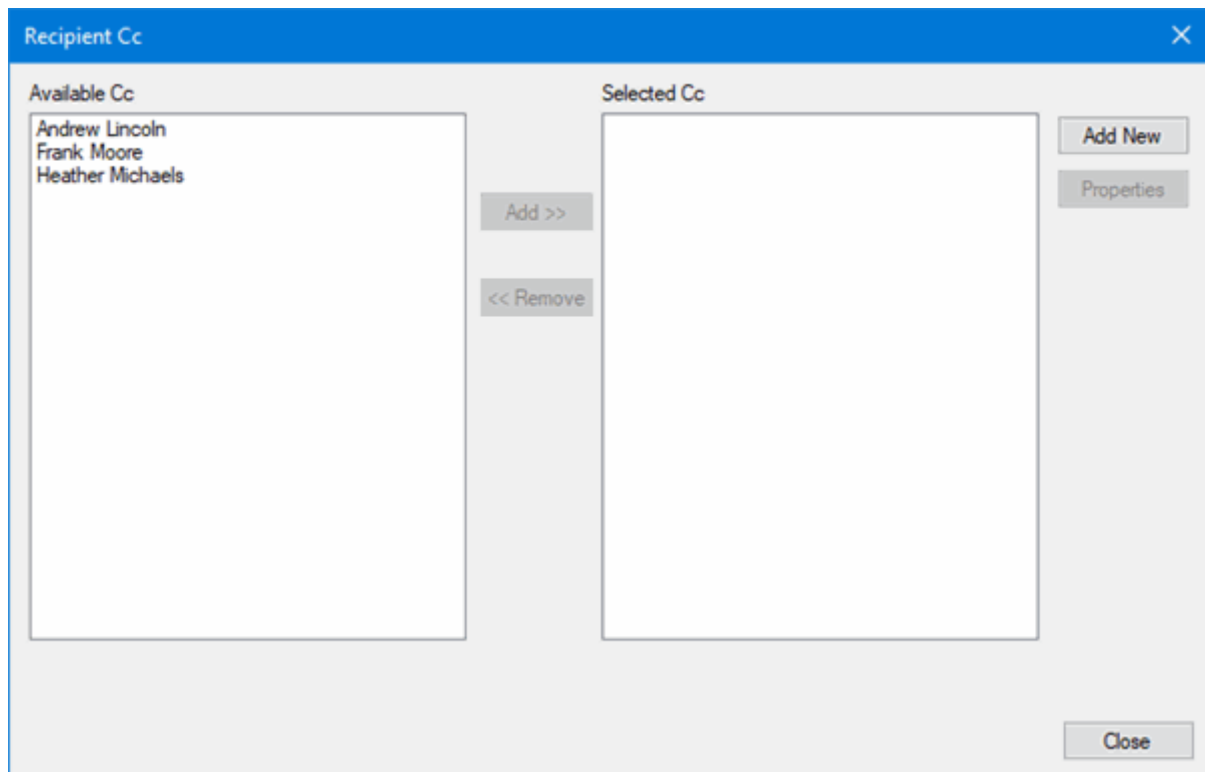 Recipient Cc
Available Cc
Andrew Lincoln
Frank Moore
Heather Michaels
Add >>
<< Remove
Selected Cc
Add New
Properties
Close